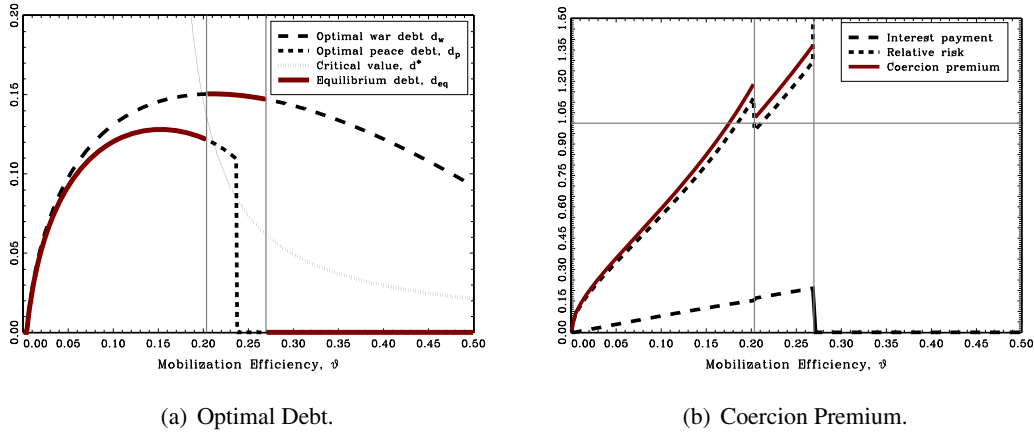 0.20
0.15
0.10
0.05
0.00
Optimal war debt d_w
Optimal peace debt, d_p
Critical value, d*
Equilibrium debt, d_eq
0.00 0.05 0.10 0.15 0.20 0.25 0.30 0.35 0.40 0.45 0.50
Mobilization Efficiency, ϑ
(a) Optimal Debt.
1.50
1.35
1.20
1.05
0.90
0.75
0.60
0.45
0.30
0.15
0.00
Interest payment
Relative risk
Coercion premium
0.00 0.05 0.10 0.15 0.20 0.25 0.30 0.35 0.40 0.45 0.50
Mobilization Efficiency, ϑ
(b) Coercion Premium.